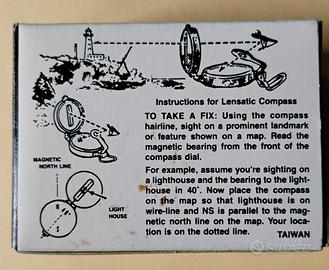 Instructions for Lensatic Compass
TO TAKE A FIX: Using the compass
hairline, sight on a prominent landmark
or feature shown on a map. Read the
magnetic bearing from the front of the
compass dial.
For example, assume you're sighting on
a lighthouse and the bearing to the light-
house in 40°. Now place the compass
on the map so that lighthouse is on
wire-line and NS is parallel to the mag-
netic north line on the map. Your loca-
tion is on the dotted line.
TAIWAN
MAGNETIC
NORTH LINE
LIGHT
HOUSE
subito